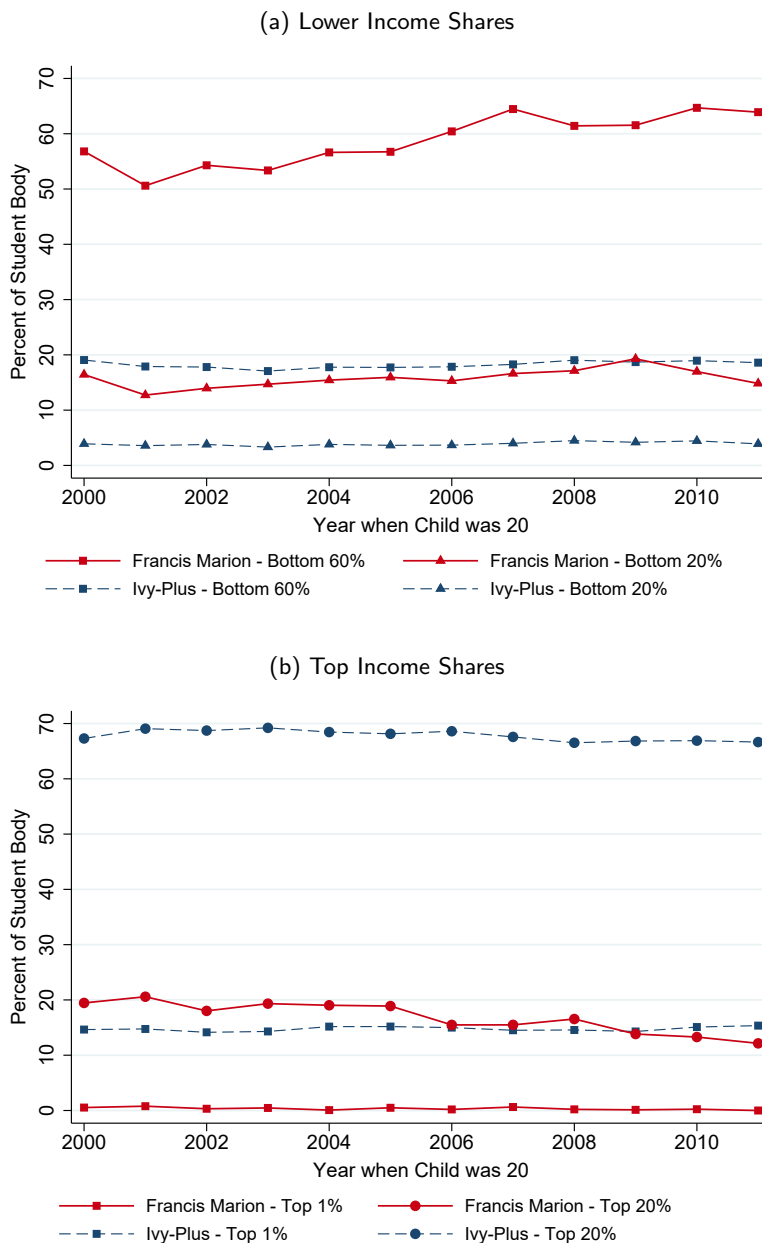 (a) Lower Income Shares
70
60
50
40
30
20
10
0
Percent of Student Body
2000 2002 2004 2006 2008 2010
Year when Child was 20
Francis Marion - Bottom 60% Francis Marion - Bottom 20%
Ivy-Plus - Bottom 60% Ivy-Plus - Bottom 20%
(b) Top Income Shares
70
60
50
40
30
20
10
0
Percent of Student Body
2000 2002 2004 2006 2008 2010
Year when Child was 20
Francis Marion - Top 1% Francis Marion - Top 20%
Ivy-Plus - Top 1% Ivy-Plus - Top 20%